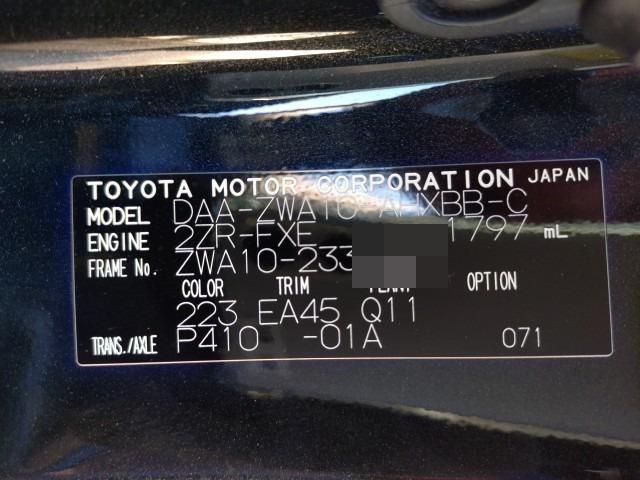 TOYOTA MOTOR CORPORATION JAPAN
MODEL DAA-ZWA10-AHXBB-C
ENGINE 2ZR-FXE 1797 mL
FRAME No. ZWA10-233
COLOR TRIM PLANT OPTION
223 EA45 Q11
TRANS./AXLE P410 -01A 071